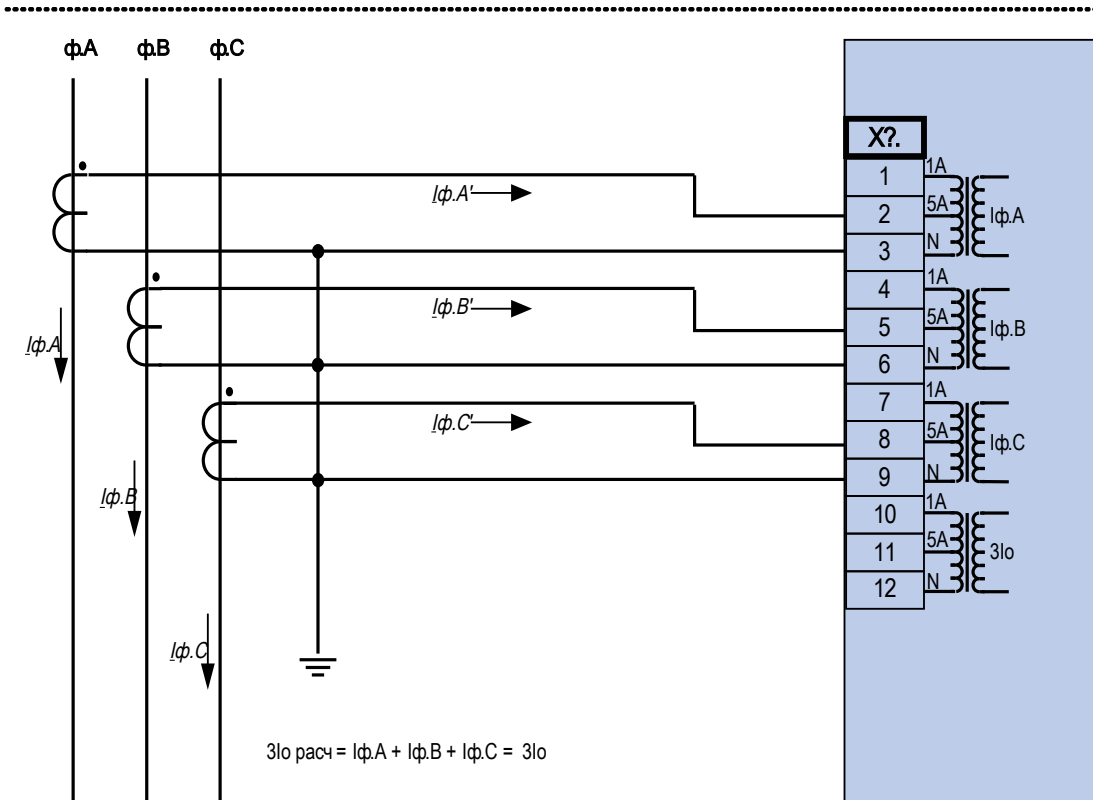 ф.А ф.В ф.С
X?.
1 1A
Iф.A'
2 5A Iф.A
3 N
4 1A
Iф.B'
5 5A Iф.B
Iф.A
6 N
7 1A
Iф.C'
8 5A Iф.C
9 N
Iф.B
10 1A
11 5A 3Io
12 N
Iф.C
3Io расч = Iф.A + Iф.B + Iф.C = 3Io